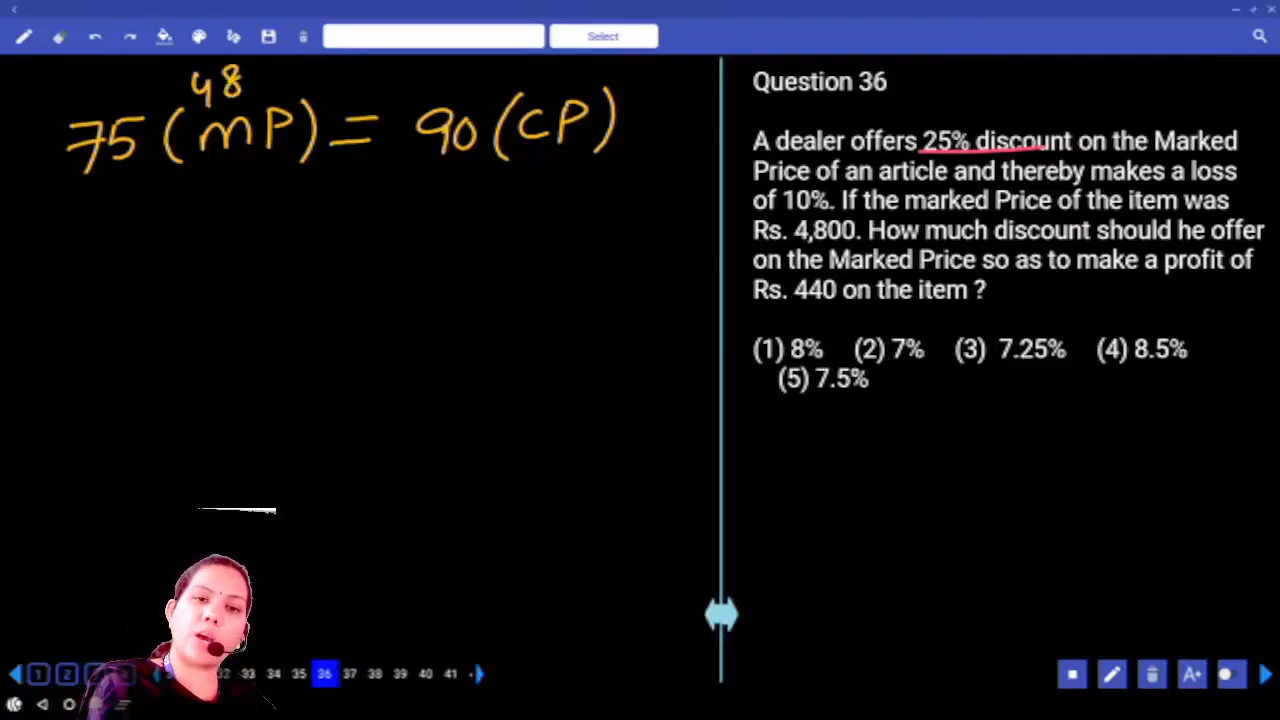 Select
48
75 (MP) = 90 (CP)
Question 36
A dealer offers 25% discount on the Marked
Price of an article and thereby makes a loss
of 10%. If the marked Price of the item was
Rs. 4,800. How much discount should he offer
on the Marked Price so as to make a profit of
Rs. 440 on the item ?
(1) 8% (2) 7% (3) 7.25% (4) 8.5%
(5) 7.5%
1 2 33 34 35 36 37 38 39 40 41
A+